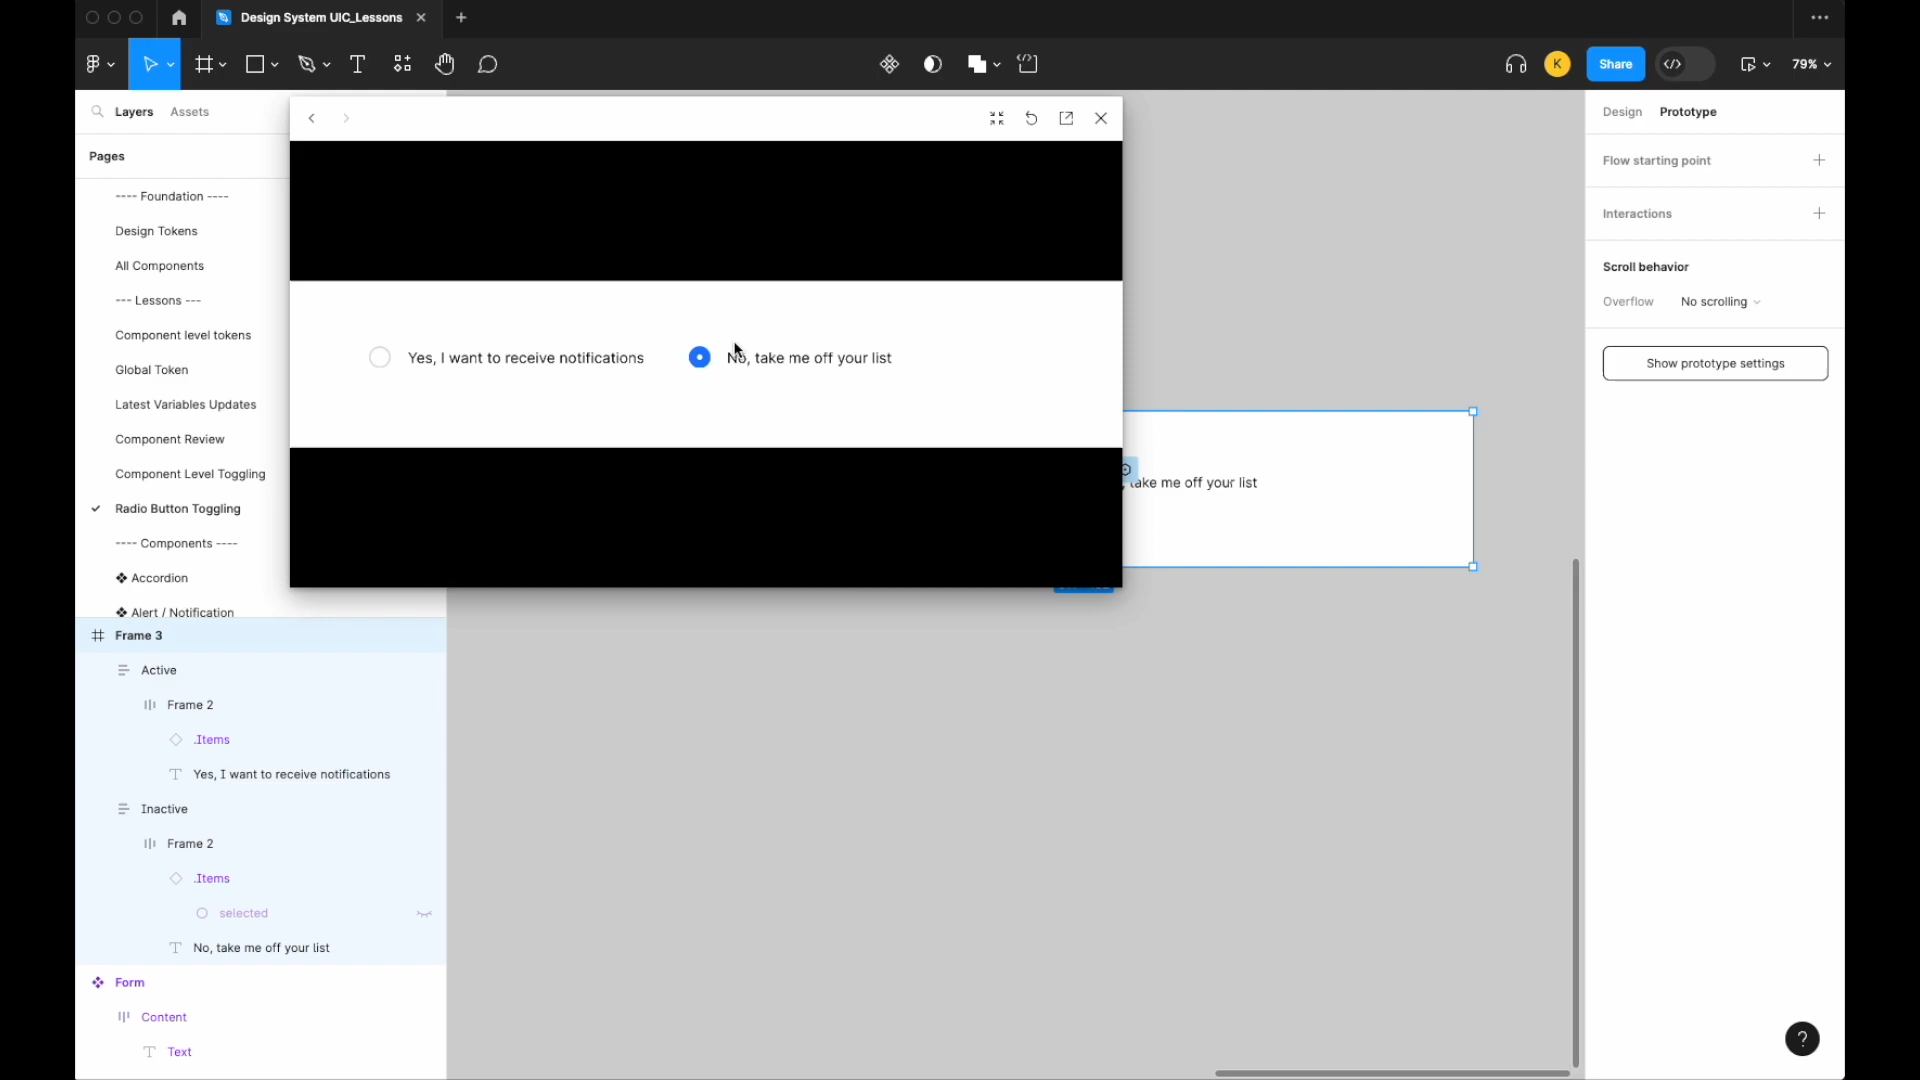 Design System UIC_Lessons
K
Share
79%
Layers
Assets
Design
Prototype
Pages
Flow starting point
---- Foundation ----
Interactions
Design Tokens
All Components
Scroll behavior
--- Lessons ---
Overflow
No scrolling
Component level tokens
Yes, I want to receive notifications
No, take me off your list
Show prototype settings
Global Token
Latest Variables Updates
Component Review
Component Level Toggling
, take me off your list
Radio Button Toggling
---- Components ----
Accordion
Alert / Notification
Frame 3
Active
Frame 2
.Items
Yes, I want to receive notifications
Inactive
Frame 2
.Items
selected
No, take me off your list
Form
Content
Text
?